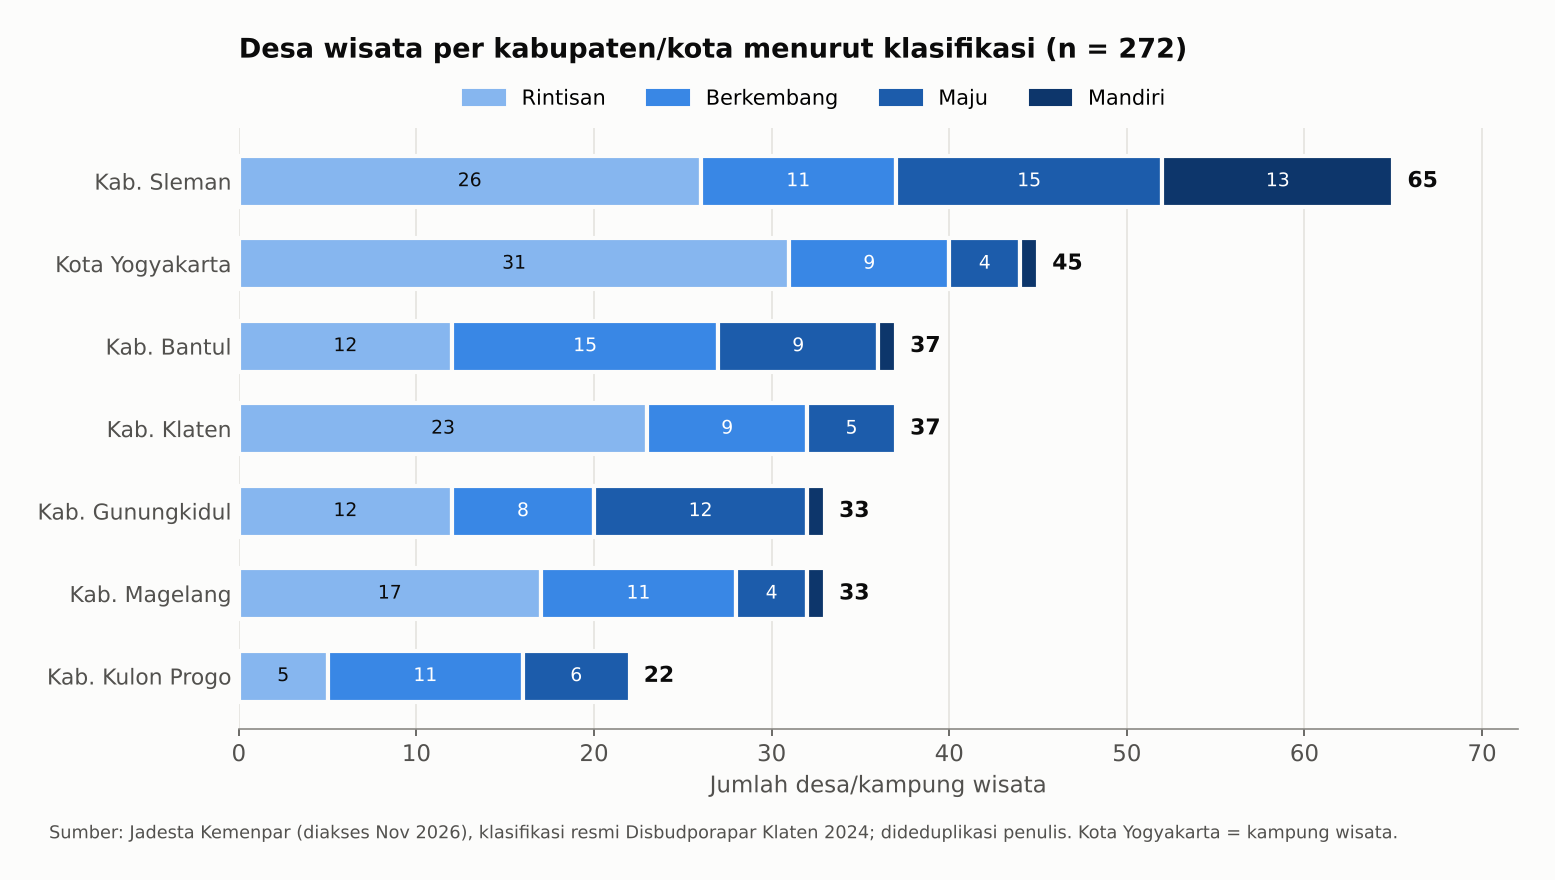 Desa wisata per kabupaten/kota menurut klasifikasi (n = 272)
Rintisan Berkembang Maju Mandiri
Kab. Sleman 26 11 15 13 65
Kota Yogyakarta 31 9 4 45
Kab. Bantul 12 15 9 37
Kab. Klaten 23 9 5 37
Kab. Gunungkidul 12 8 12 33
Kab. Magelang 17 11 4 33
Kab. Kulon Progo 5 11 6 22
0 10 20 30 40 50 60 70
Jumlah desa/kampung wisata
Sumber: Jadesta Kemenpar (diakses Nov 2026), klasifikasi resmi Disbudporapar Klaten 2024; dideduplikasi penulis. Kota Yogyakarta = kampung wisata.